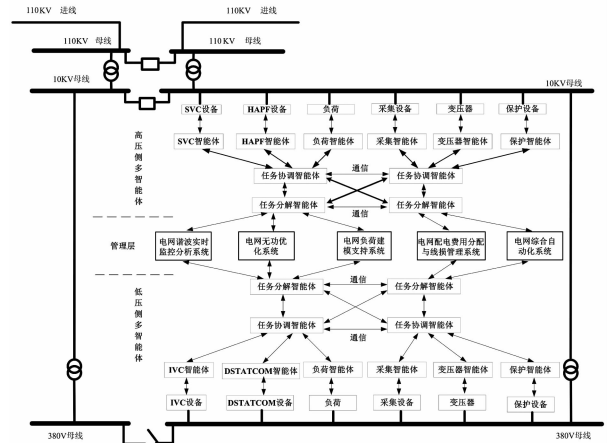 110KV 进线
110KV 进线
110KV 母线
110KV 母线
10KV母线
10KV母线
SVC设备
HAPF设备
负荷
采集设备
变压器
保护设备
高压侧多智能体
SVC智能体
HAPF智能体
负荷智能体
采集智能体
变压器智能体
保护智能体
通信
任务协调智能体
任务协调智能体
任务分解智能体
任务分解智能体
通信
管理层
电网谐波实时
监控分析系统
电网无功优
化系统
电网负荷建
模支持系统
电网配电费用分配
与线损管理系统
电网综合自
动化系统
低压侧多智能体
任务分解智能体
通信
任务分解智能体
任务协调智能体
任务协调智能体
通信
IVC智能体
DSTATCOM智能体
负荷智能体
采集智能体
变压器智能体
保护智能体
IVC设备
DSTATCOM设备
负荷
采集设备
变压器
保护设备
380V母线
380V母线